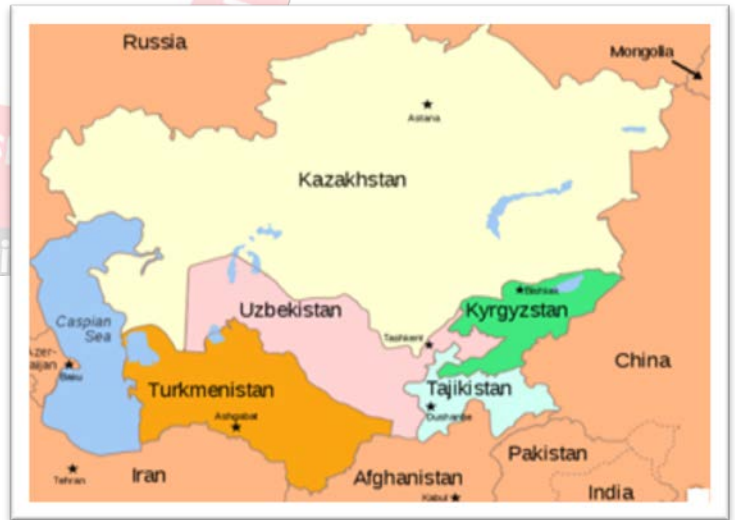 Russia
Mongolia
Astana
Kazakhstan
Bishkek
Uzbekistan
Kyrgyzstan
Caspian
Sea
Tashkent
Azer-
aijan
Baku
China
Turkmenistan
Tajikistan
Ashgabat
Dushanbe
Pakistan
Tehran
Iran
Afghanistan
Kabul
India